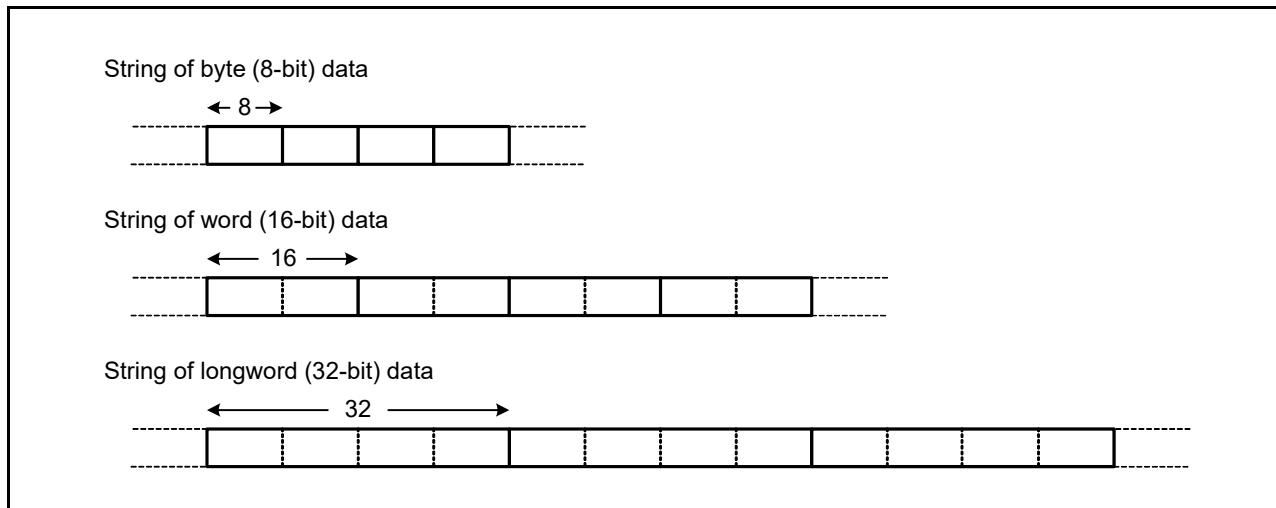 String of byte (8-bit) data
8
String of word (16-bit) data
16
String of longword (32-bit) data
32